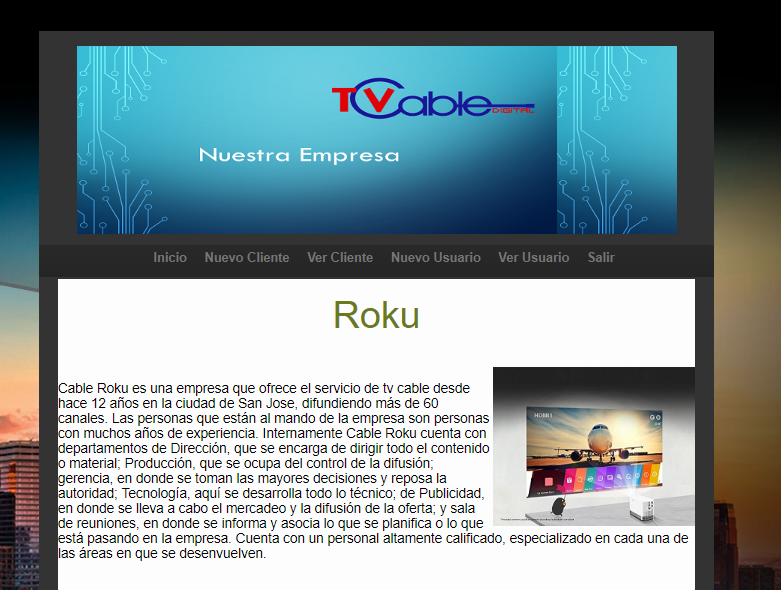 TVCable
DIGITAL
Nuestra Empresa
Inicio Nuevo Cliente Ver Cliente Nuevo Usuario Ver Usuario Salir
Roku
Cable Roku es una empresa que ofrece el servicio de tv cable desde
hace 12 años en la ciudad de San Jose, difundiendo más de 60
canales. Las personas que están al mando de la empresa son personas
con muchos años de experiencia. Internamente Cable Roku cuenta con
departamentos de Dirección, que se encarga de dirigir todo el contenido
o material; Producción, que se ocupa del control de la difusión;
gerencia, en donde se toman las mayores decisiones y reposa la
autoridad; Tecnología, aquí se desarrolla todo lo técnico; de Publicidad,
en donde se lleva a cabo el mercadeo y la difusión de la oferta; y sala
de reuniones, en donde se informa y asocia lo que se planifica o lo que
está pasando en la empresa. Cuenta con un personal altamente calificado, especializado en cada una de
las áreas en que se desenvuelven.